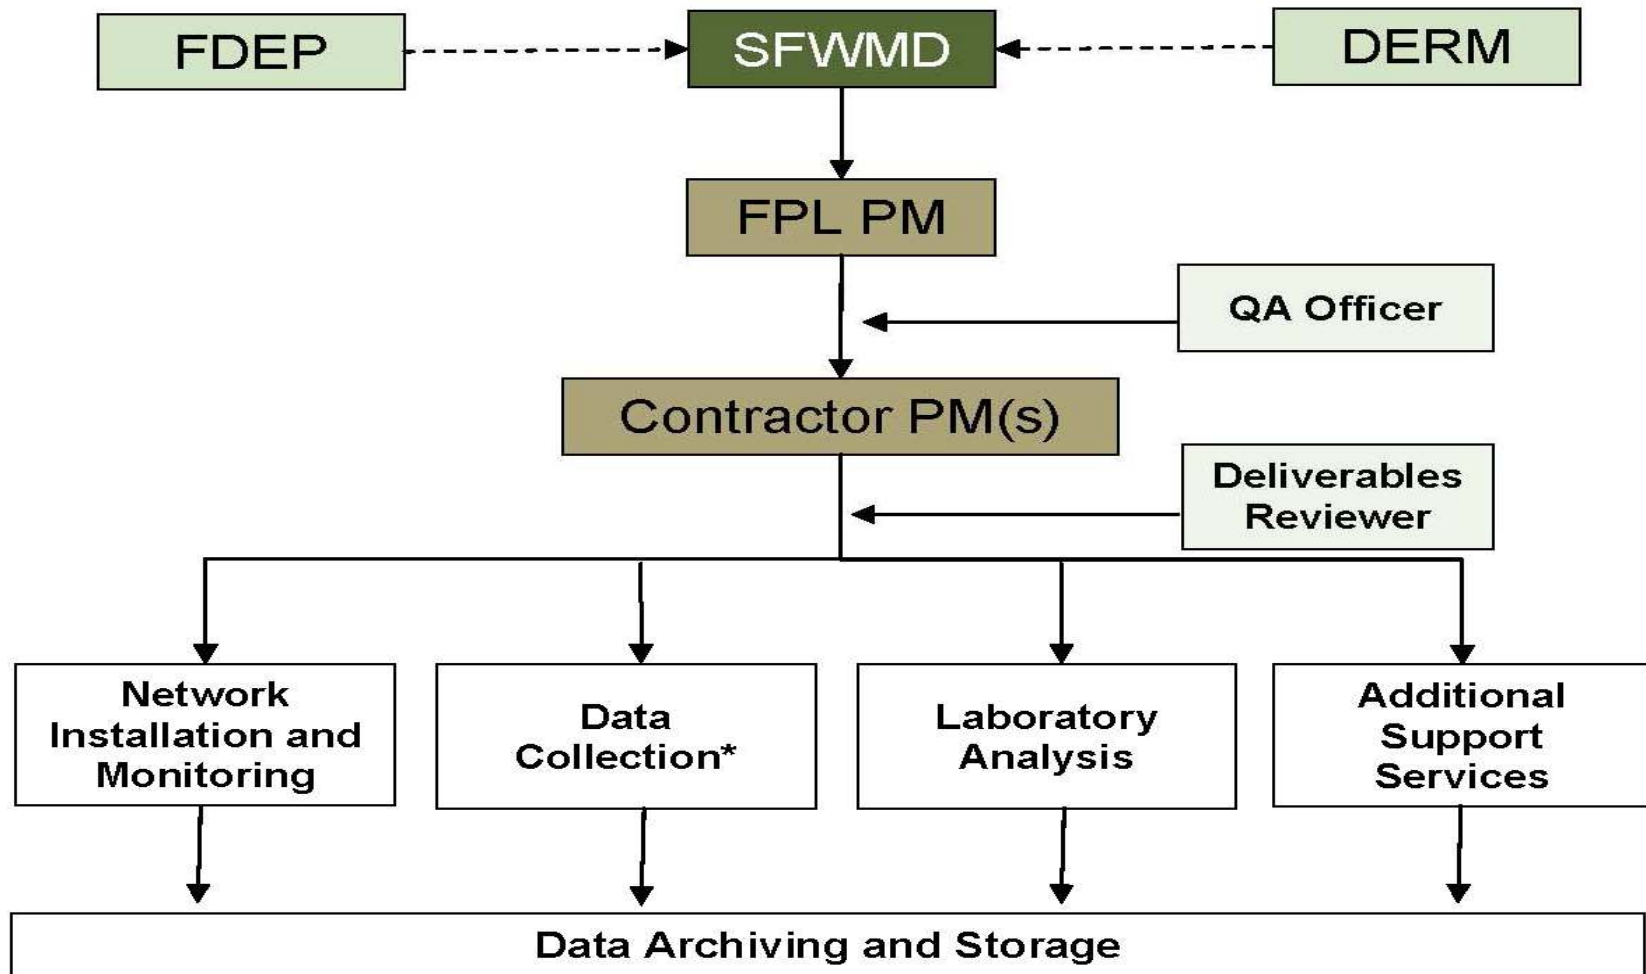 FDEP
SFWMD
DERM
FPL PM
QA Officer
Contractor PM(s)
Deliverables
Reviewer
Network
Installation and
Monitoring
Data
Collection*
Laboratory
Analysis
Additional
Support
Services
Data Archiving and Storage